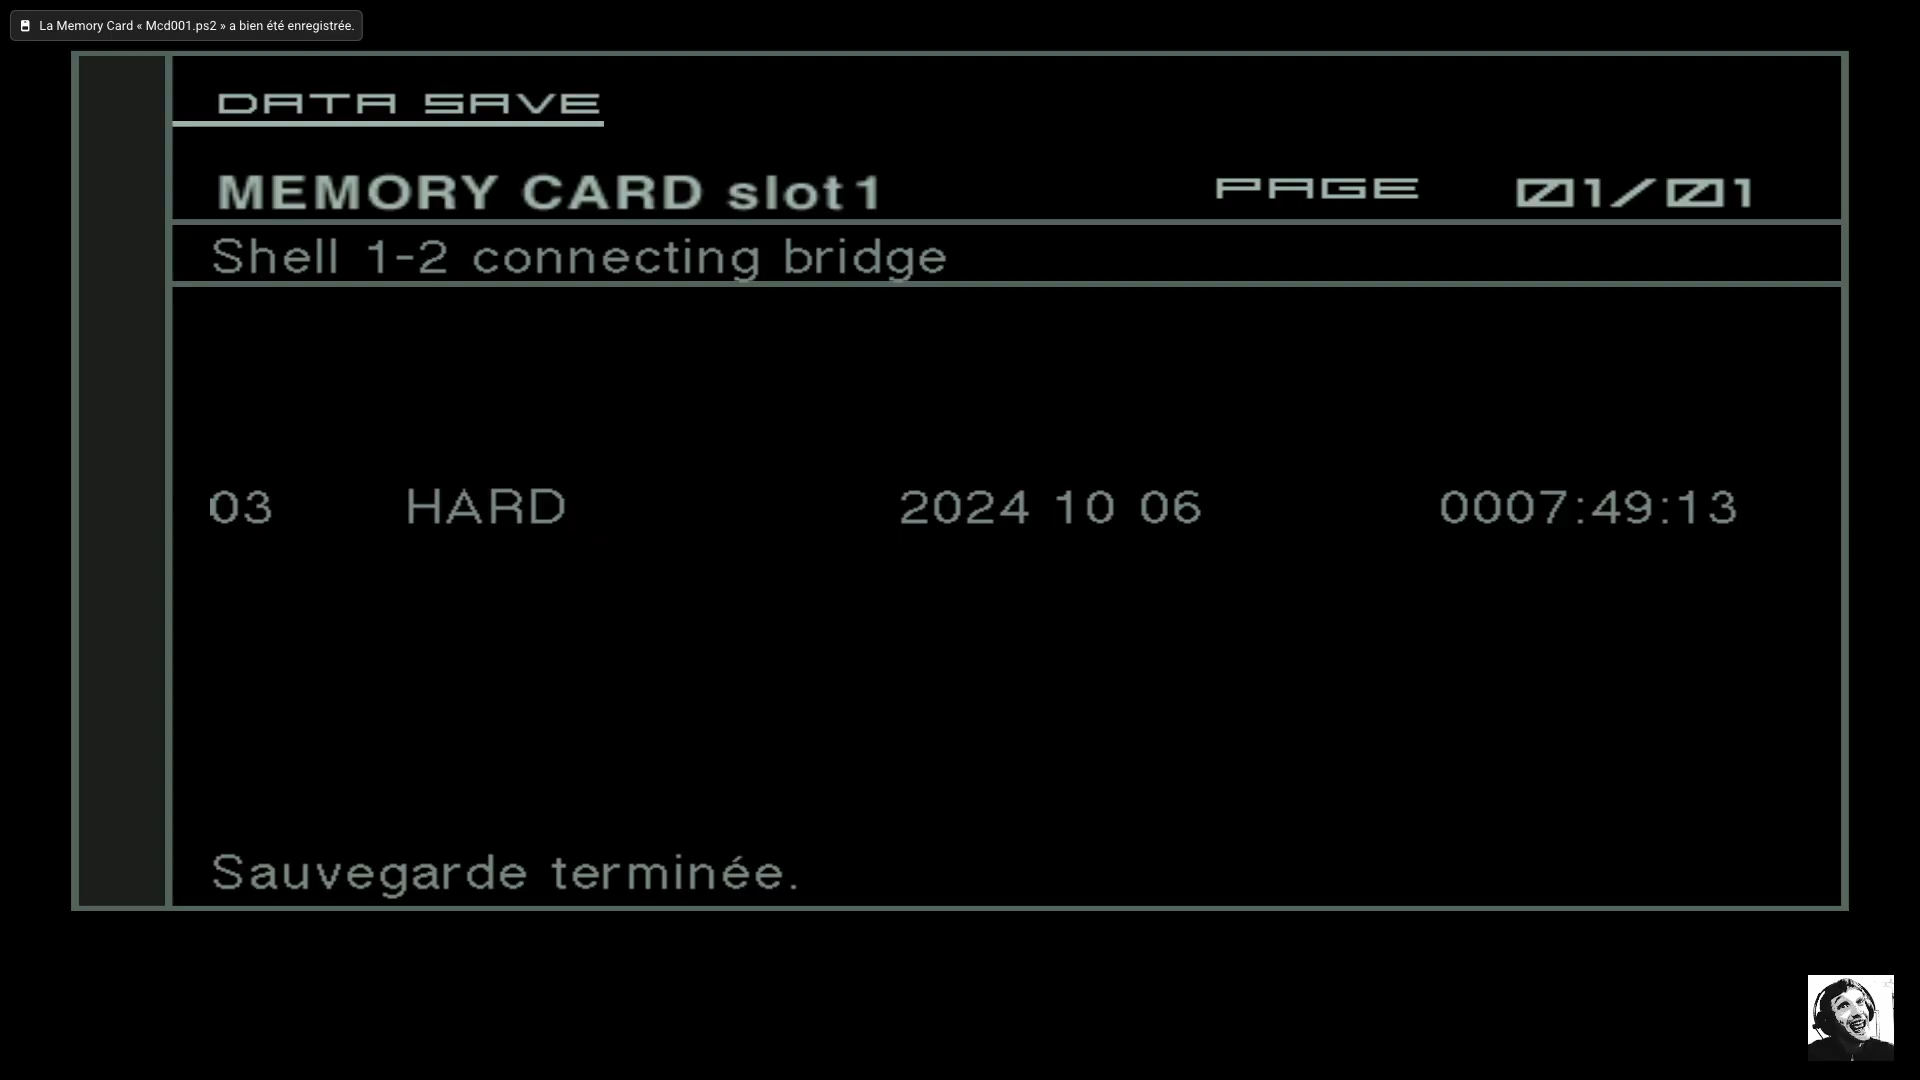 La Memory Card « Mcd001.ps2 » a bien été enregistrée.
DATA SAVE
MEMORY CARD slot1 PAGE 01/01
Shell 1-2 connecting bridge
03 HARD 2024 10 06 0007:49:13
Sauvegarde terminée.